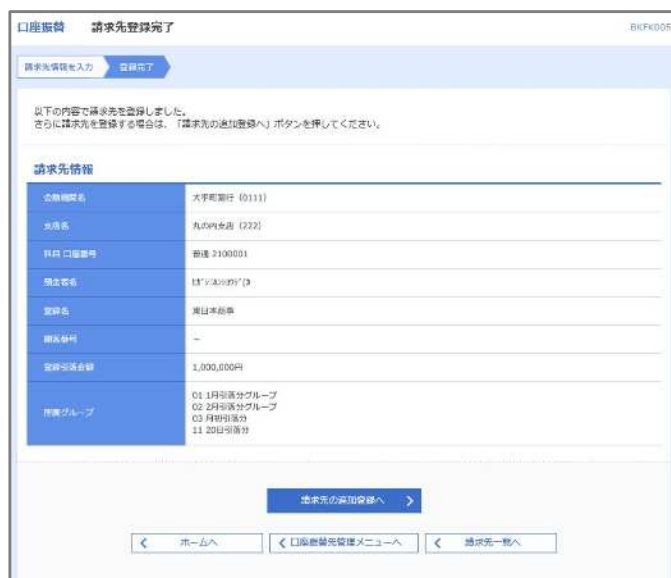 口座振替 請求先登録完了
BKFK005
請求先情報を入力 登録完了
以下の内容で請求先を登録しました。
さらに請求先を登録する場合は、「請求先の追加登録へ」ボタンを押してください。
請求先情報
金融機関名 大手町銀行 (0111)
支店名 丸の内支店 (222)
科目 口座番号 普通 2100001
預金者名
登録名 東日本商事
顧客番号 −
登録引落金額 1,000,000円
所属グループ
01 1月引落分グループ
02 2月引落分グループ
03 月初引落分
11 20日引落分
請求先の追加登録へ
ホームへ 口座振替先管理メニューへ 請求先一覧へ